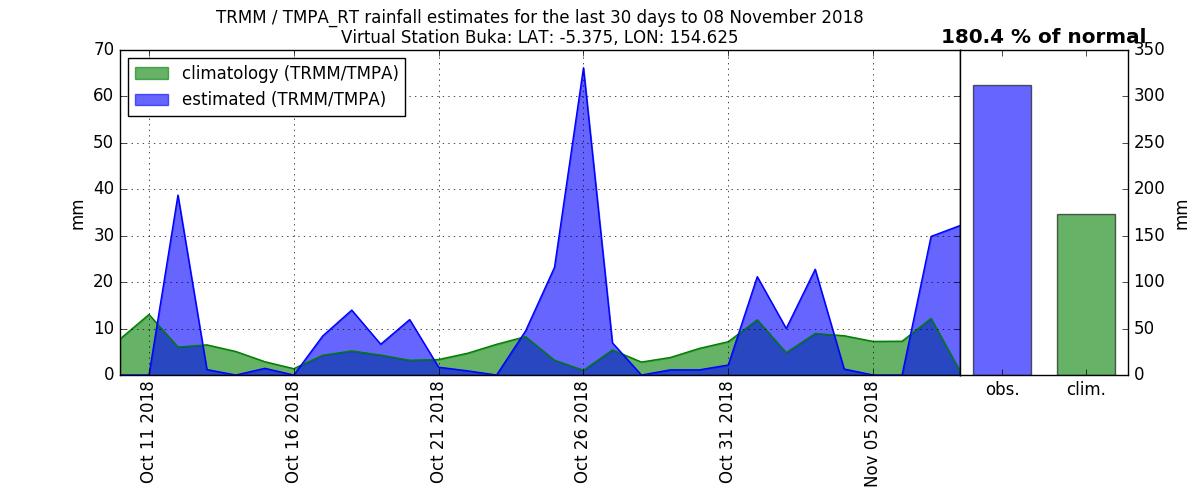 TRMM / TMPA_RT rainfall estimates for the last 30 days to 08 November 2018
Virtual Station Buka: LAT: -5.375, LON: 154.625
180.4 % of normal
climatology (TRMM/TMPA)
estimated (TRMM/TMPA)
70
60
50
40
30
20
10
0
mm
350
300
250
200
150
100
50
0
mm
Oct 11 2018
Oct 16 2018
Oct 21 2018
Oct 26 2018
Oct 31 2018
Nov 05 2018
obs.
clim.